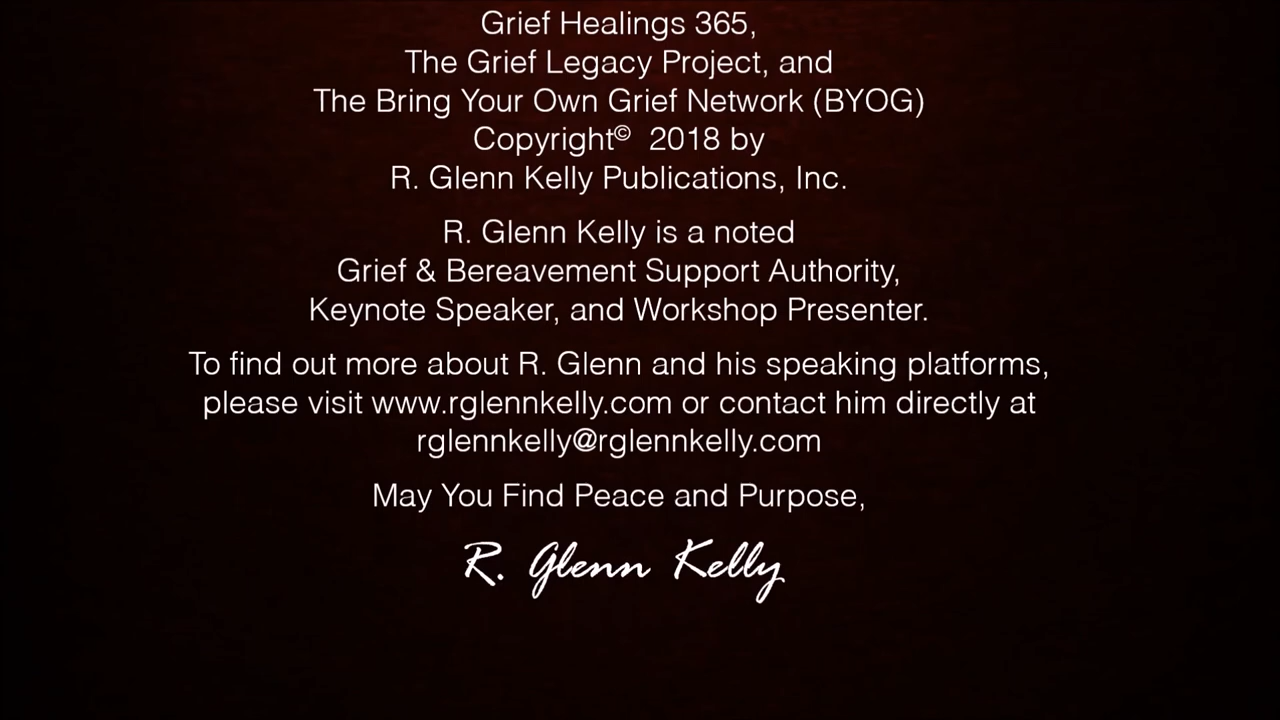 Grief Healings 365,
The Grief Legacy Project, and
The Bring Your Own Grief Network (BYOG)
Copyright© 2018 by
R. Glenn Kelly Publications, Inc.
R. Glenn Kelly is a noted
Grief & Bereavement Support Authority,
Keynote Speaker, and Workshop Presenter.
To find out more about R. Glenn and his speaking platforms,
please visit www.rglennkelly.com or contact him directly at
rglennkelly@rglennkelly.com
May You Find Peace and Purpose,
R. Glenn Kelly